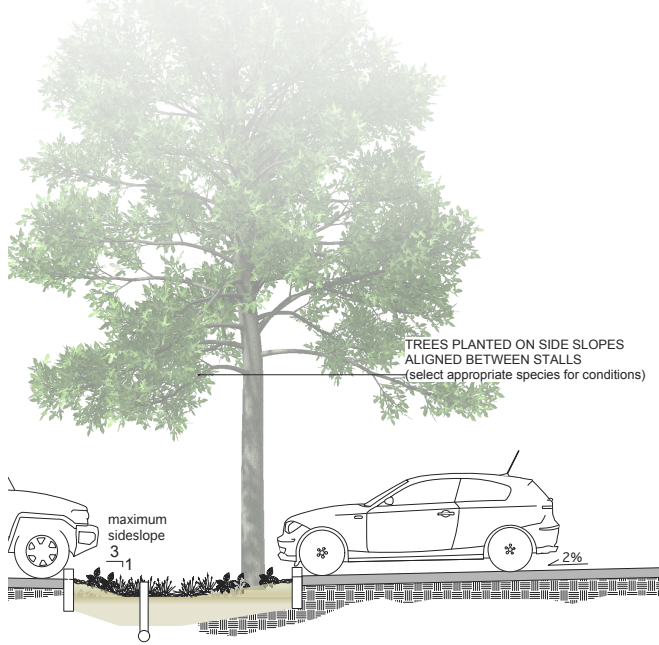 TREES PLANTED ON SIDE SLOPES
ALIGNED BETWEEN STALLS
(select appropriate species for conditions)
maximum
sideslope
3
1
2%